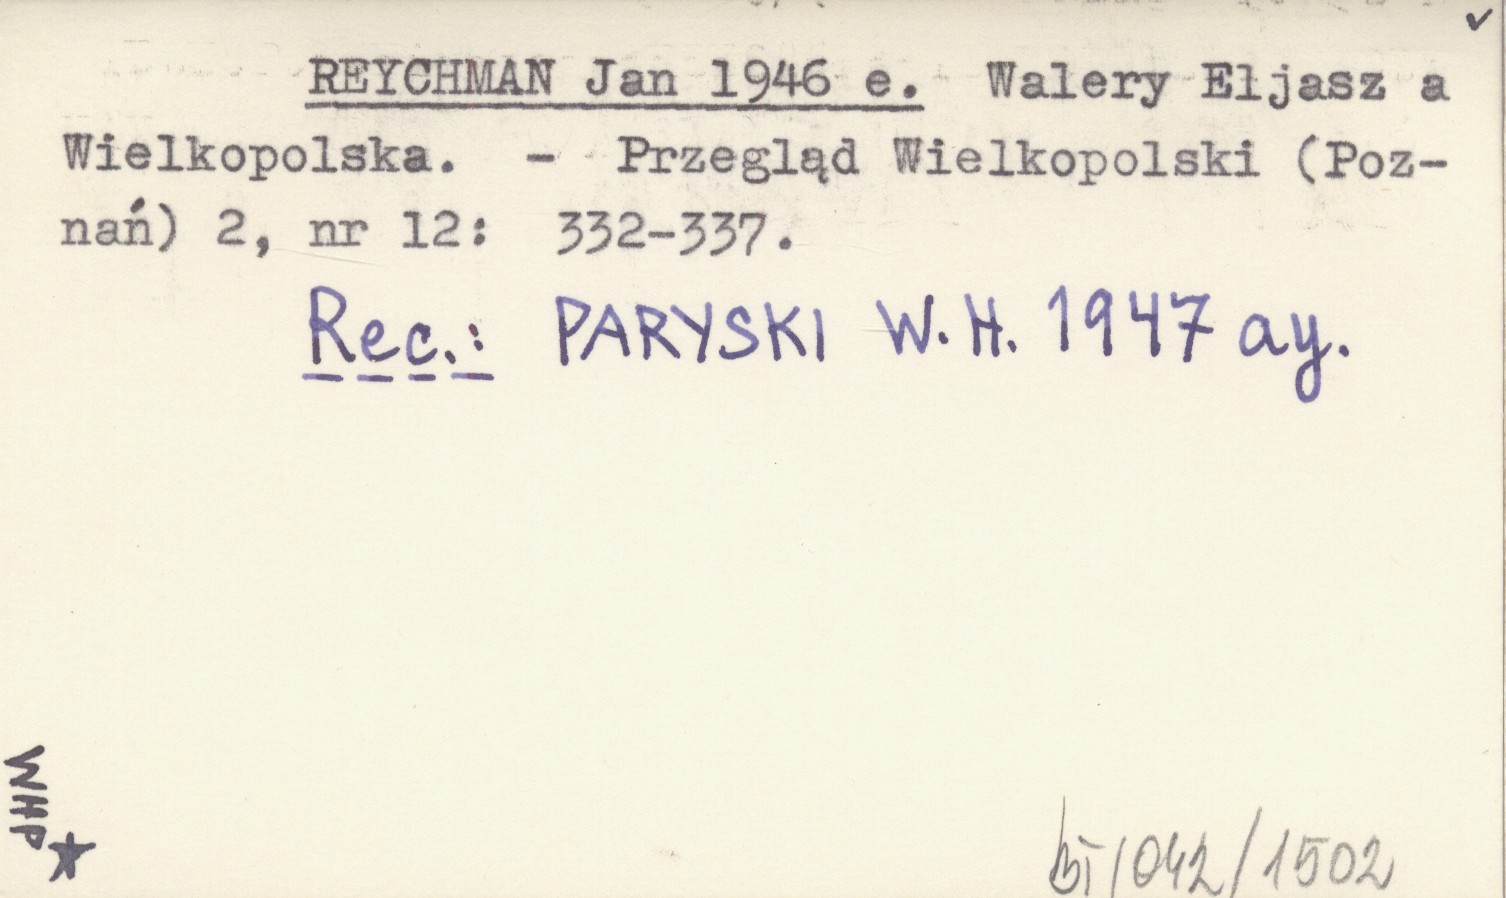 REYCHMAN Jan 1946 e. Walery Eljasz a
Wielkopolska. - Przegląd Wielkopolski (Poz-
nań) 2, nr 12: 332-337.
Rec.: PARYSKI W.H. 1947 ay.
WHP
/042/1502